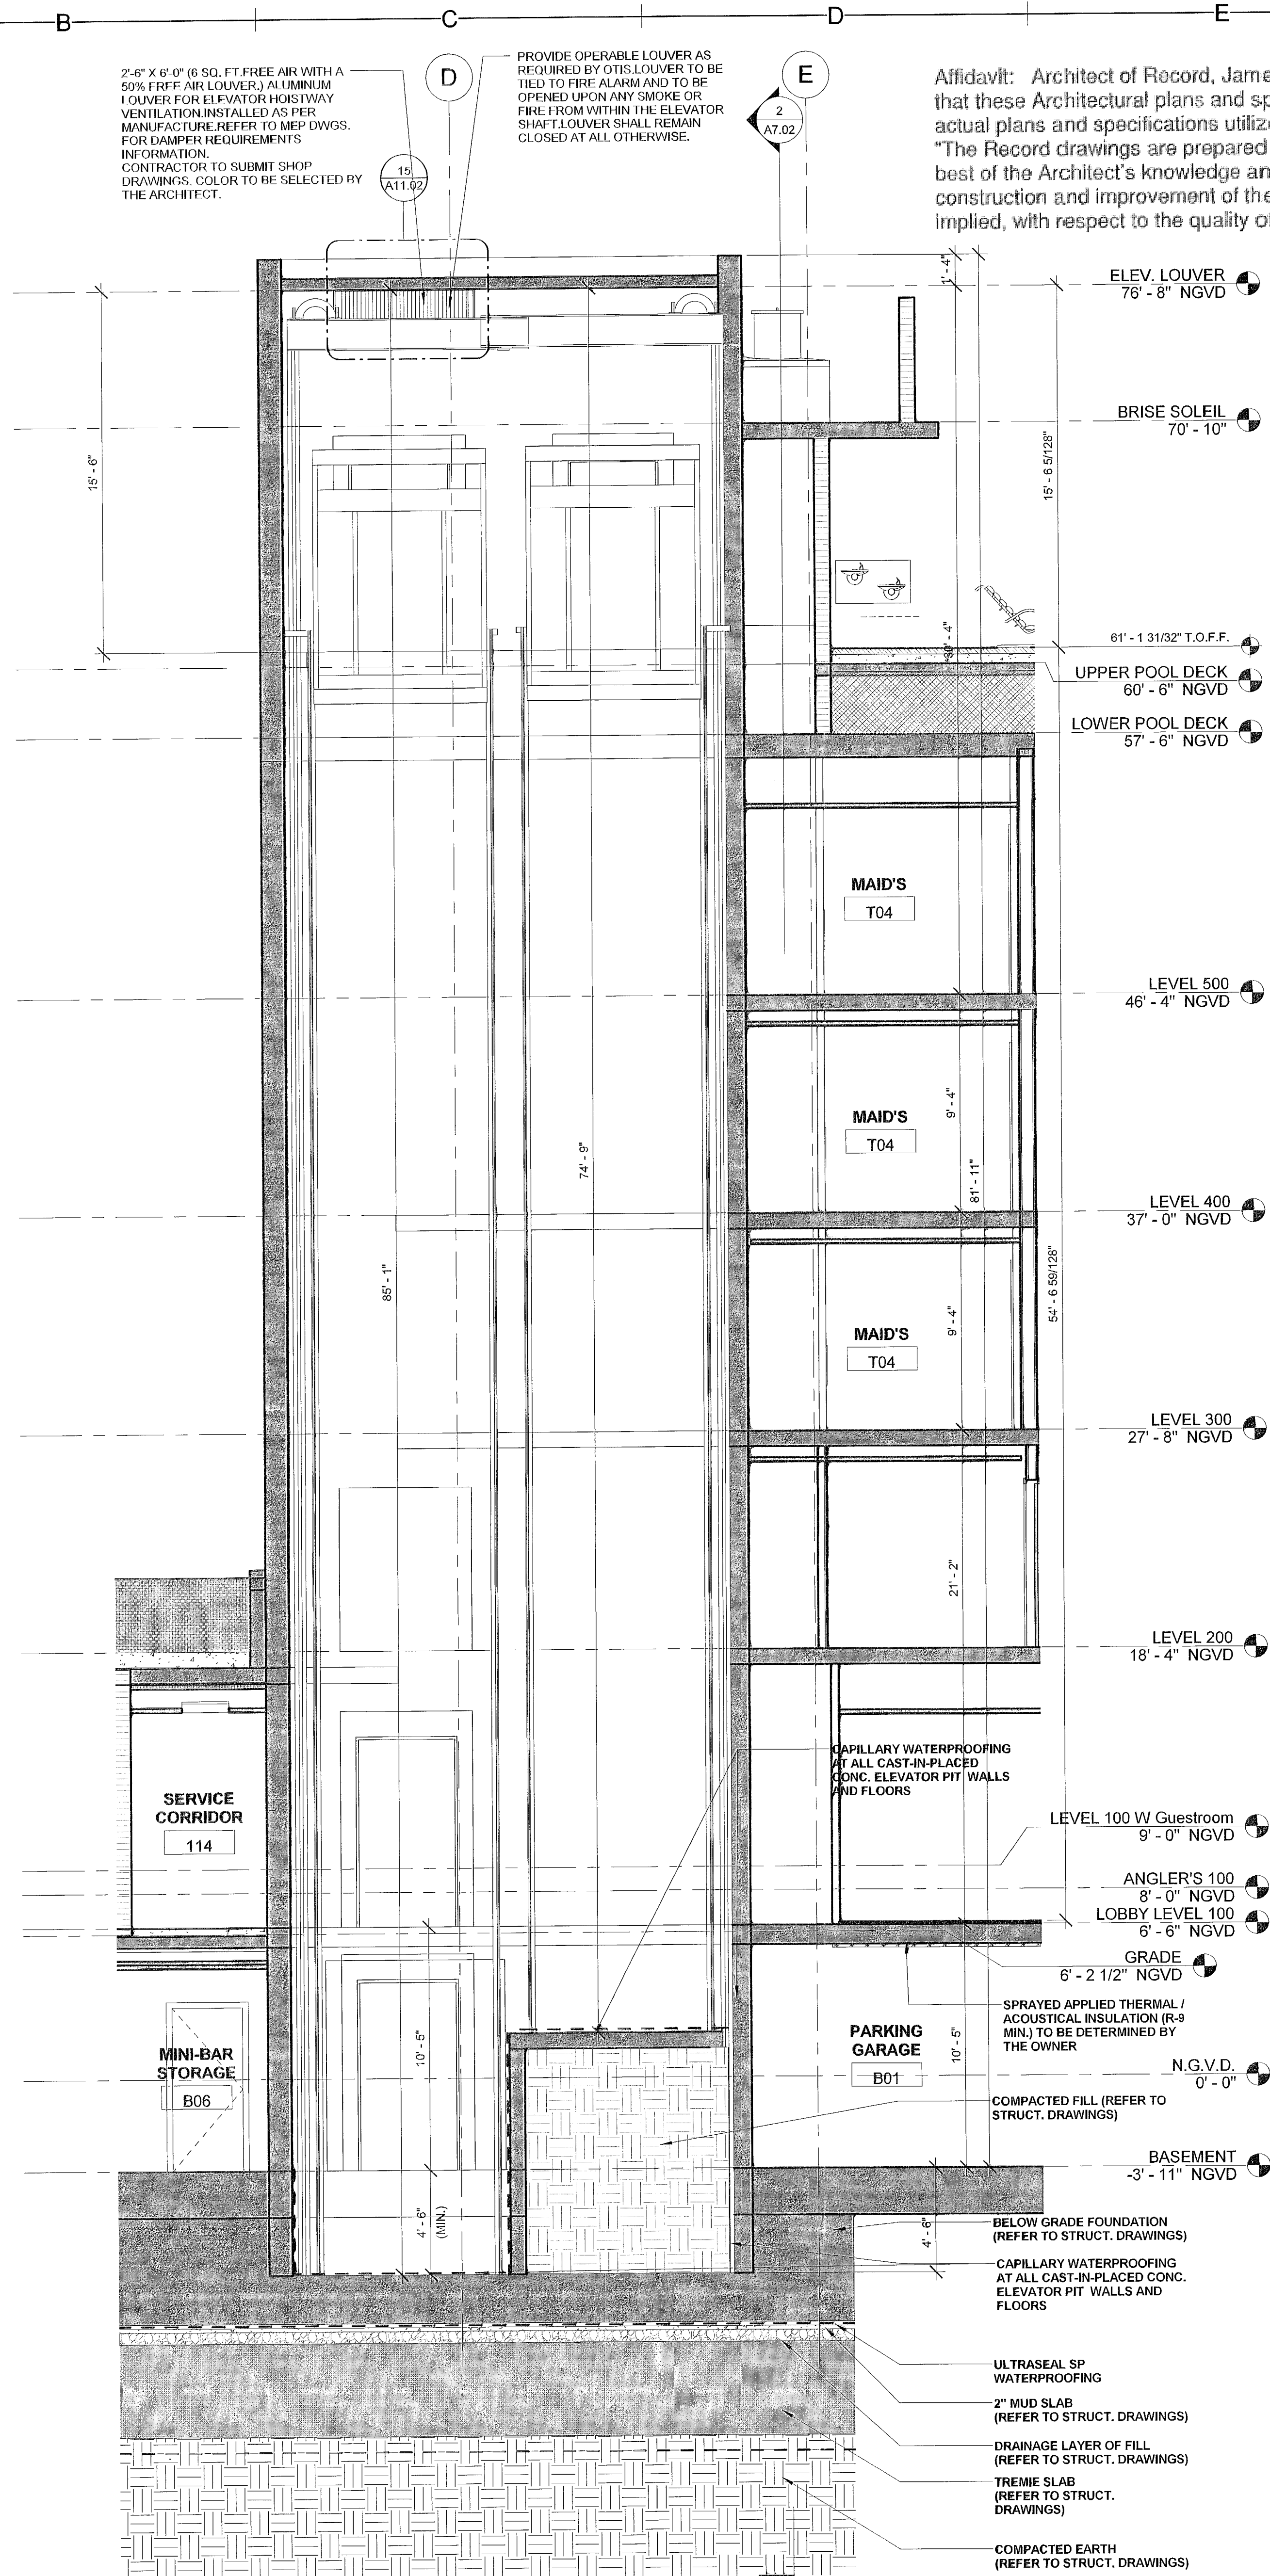 B
C
D
E
2'-6" X 6'-0" (6 SQ. FT.FREE AIR WITH A
50% FREE AIR LOUVER.) ALUMINUM
LOUVER FOR ELEVATOR HOISTWAY
VENTILATION.INSTALLED AS PER
MANUFACTURE.REFER TO MEP DWGS.
FOR DAMPER REQUIREMENTS
INFORMATION.
CONTRACTOR TO SUBMIT SHOP
DRAWINGS. COLOR TO BE SELECTED BY
THE ARCHITECT.
15
A11.02
D
PROVIDE OPERABLE LOUVER AS
REQUIRED BY OTIS.LOUVER TO BE
TIED TO FIRE ALARM AND TO BE
OPENED UPON ANY SMOKE OR
FIRE FROM WITHIN THE ELEVATOR
SHAFT.LOUVER SHALL REMAIN
CLOSED AT ALL OTHERWISE.
E
2
A7.02
Affidavit: Architect of Record, Jame
that these Architectural plans and sp
actual plans and specifications utilize
"The Record drawings are prepared
best of the Architect's knowledge an
construction and improvement of the
implied, with respect to the quality of
1' - 4"
ELEV. LOUVER
76' - 8" NGVD
BRISE SOLEIL
70' - 10"
15' - 6"
15' - 6 5/128"
30' - 4"
61' - 1 31/32" T.O.F.F.
UPPER POOL DECK
60' - 6" NGVD
LOWER POOL DECK
57' - 6" NGVD
MAID'S
T04
LEVEL 500
46' - 4" NGVD
MAID'S
T04
9' - 4"
74' - 9"
81' - 11"
LEVEL 400
37' - 0" NGVD
85' - 1"
54' - 6 59/128"
MAID'S
T04
9' - 4"
LEVEL 300
27' - 8" NGVD
21' - 2"
LEVEL 200
18' - 4" NGVD
CAPILLARY WATERPROOFING
AT ALL CAST-IN-PLACED
CONC. ELEVATOR PIT WALLS
AND FLOORS
SERVICE
CORRIDOR
114
LEVEL 100 W Guestroom
9' - 0" NGVD
ANGLER'S 100
8' - 0" NGVD
LOBBY LEVEL 100
6' - 6" NGVD
GRADE
6' - 2 1/2" NGVD
SPRAYED APPLIED THERMAL /
ACOUSTICAL INSULATION (R-9
MIN.) TO BE DETERMINED BY
THE OWNER
MINI-BAR
STORAGE
B06
10' - 5"
PARKING
GARAGE
B01
10' - 5"
N.G.V.D.
0' - 0"
COMPACTED FILL (REFER TO
STRUCT. DRAWINGS)
BASEMENT
-3' - 11" NGVD
4' - 6"
(MIN.)
4' - 6"
BELOW GRADE FOUNDATION
(REFER TO STRUCT. DRAWINGS)
CAPILLARY WATERPROOFING
AT ALL CAST-IN-PLACED CONC.
ELEVATOR PIT WALLS AND
FLOORS
ULTRASEAL SP
WATERPROOFING
2" MUD SLAB
(REFER TO STRUCT. DRAWINGS)
DRAINAGE LAYER OF FILL
(REFER TO STRUCT. DRAWINGS)
TREMIE SLAB
(REFER TO STRUCT.
DRAWINGS)
COMPACTED EARTH
(REFER TO STRUCT. DRAWINGS)